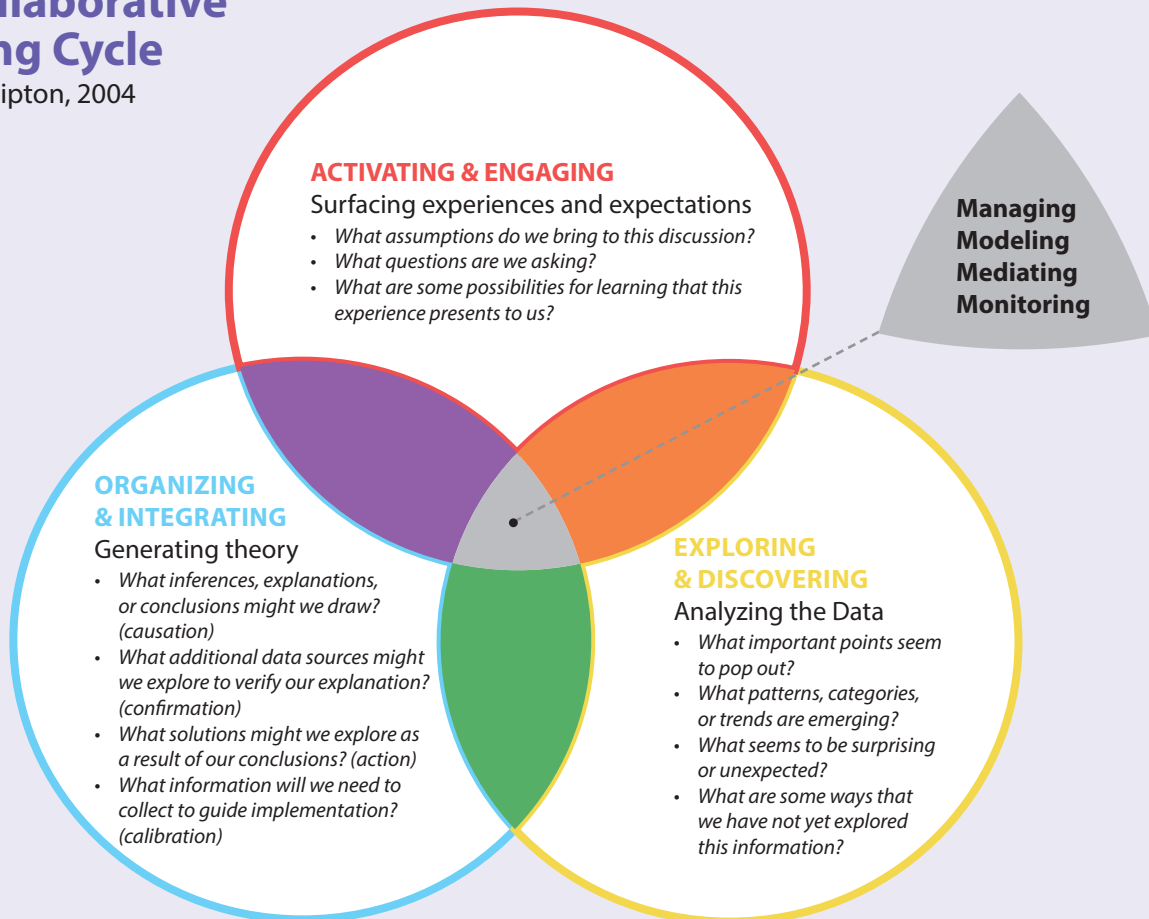 laborative
ng Cycle
ipton, 2004
ACTIVATING & ENGAGING
Surfacing experiences and expectations
• What assumptions do we bring to this discussion?
• What questions are we asking?
• What are some possibilities for learning that this
experience presents to us?
Managing
Modeling
Mediating
Monitoring
ORGANIZING
& INTEGRATING
Generating theory
• What inferences, explanations,
or conclusions might we draw?
(causation)
• What additional data sources might
we explore to verify our explanation?
(confirmation)
• What solutions might we explore as
a result of our conclusions? (action)
• What information will we need to
collect to guide implementation?
(calibration)
EXPLORING
& DISCOVERING
Analyzing the Data
• What important points seem
to pop out?
• What patterns, categories,
or trends are emerging?
• What seems to be surprising
or unexpected?
• What are some ways that
we have not yet explored
this information?